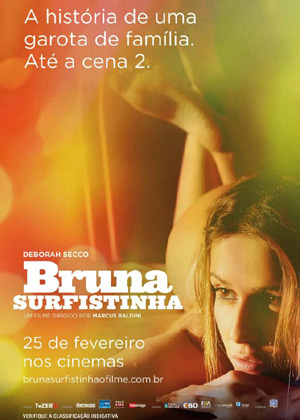 A história de uma
garota de família.
Até a cena 2.
DEBORAH SECCO
Bruna
SURFISTINHA
UM FILME DIRIGIDO POR MARCUS BALDINI
25 de fevereiro
nos cinemas
brunasurfistinhaofilme.com.br
VERIFIQUE A CLASSIFICAÇÃO INDICATIVA